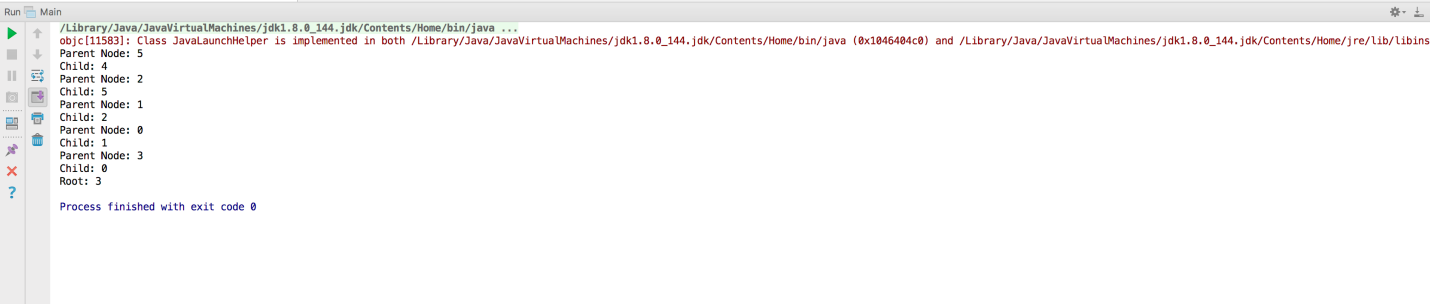 Run Main
/Library/Java/JavaVirtualMachines/jdk1.8.0_144.jdk/Contents/Home/bin/java ...
objc[11583]: Class JavaLaunchHelper is implemented in both /Library/Java/JavaVirtualMachines/jdk1.8.0_144.jdk/Contents/Home/bin/java (0x1046404c0) and /Library/Java/JavaVirtualMachines/jdk1.8.0_144.jdk/Contents/Home/jre/lib/libins
Parent Node: 5
Child: 4
Parent Node: 2
Child: 5
Parent Node: 1
Child: 2
Parent Node: 0
Child: 1
Parent Node: 3
Child: 0
Root: 3
Process finished with exit code 0